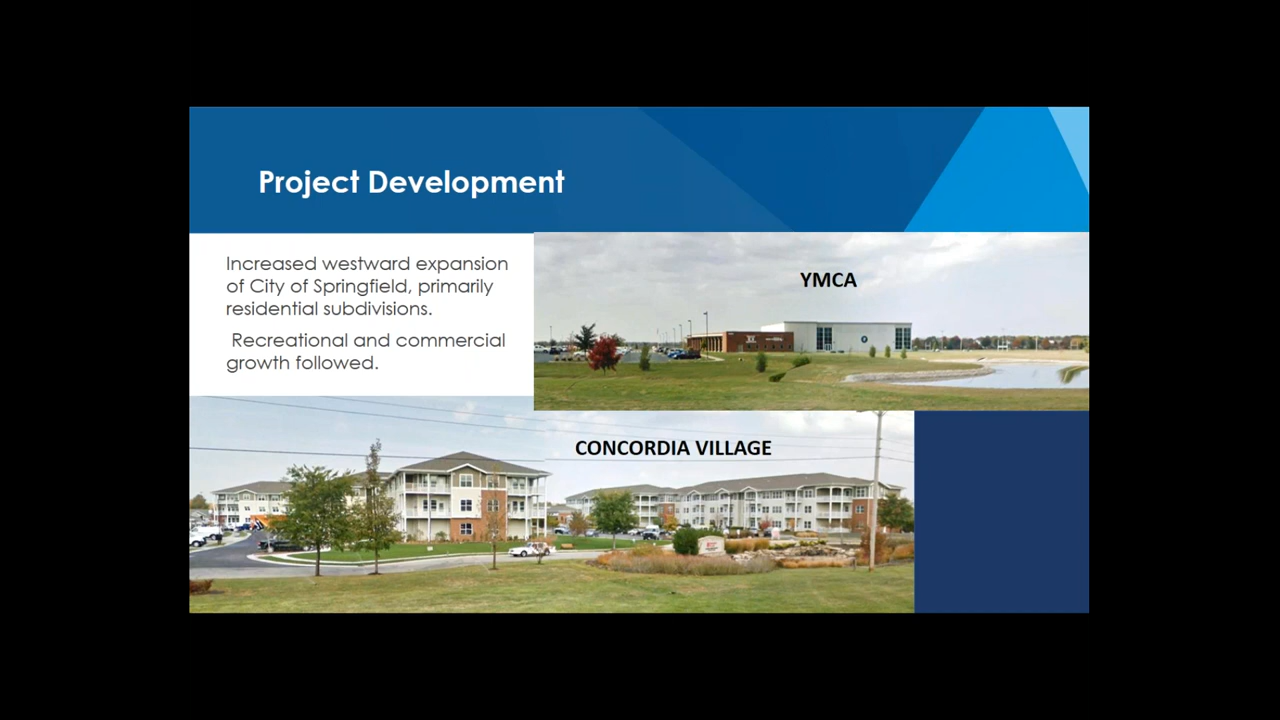 Project Development
Increased westward expansion
of City of Springfield, primarily
residential subdivisions.
Recreational and commercial
growth followed.
YMCA
CONCORDIA VILLAGE